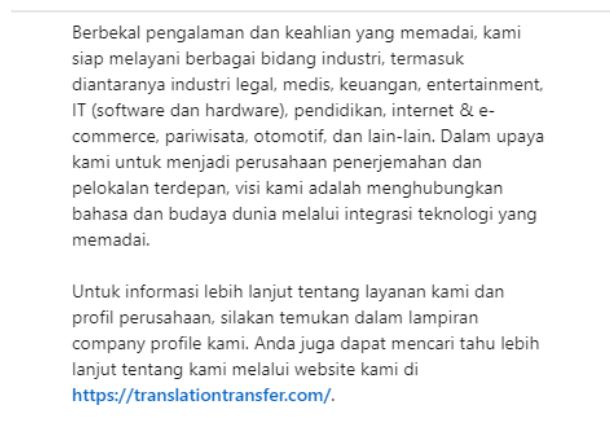 Berbekal pengalaman dan keahlian yang memadai, kami
siap melayani berbagai bidang industri, termasuk
diantaranya industri legal, medis, keuangan, entertainment,
IT (software dan hardware), pendidikan, internet & e-
commerce, pariwisata, otomotif, dan lain-lain. Dalam upaya
kami untuk menjadi perusahaan penerjemahan dan
pelokalan terdepan, visi kami adalah menghubungkan
bahasa dan budaya dunia melalui integrasi teknologi yang
memadai.
Untuk informasi lebih lanjut tentang layanan kami dan
profil perusahaan, silakan temukan dalam lampiran
company profile kami. Anda juga dapat mencari tahu lebih
lanjut tentang kami melalui website kami di
https://translationtransfer.com/.